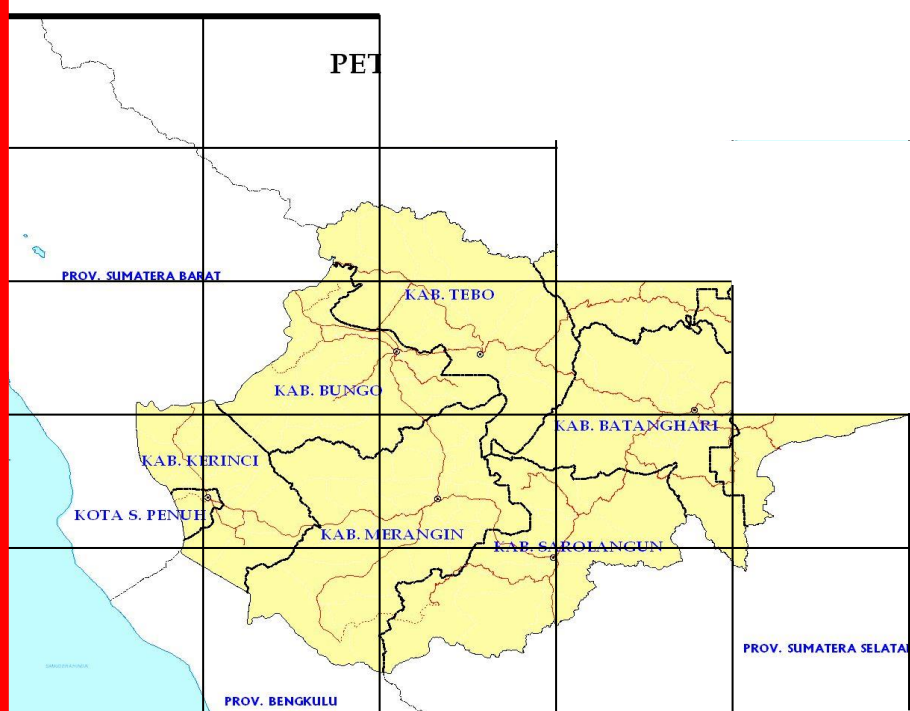 PET
PROV. SUMATERA BARAT
KAB. TEBO
KAB. BUNGO
KAB. BATANGHARI
KAB. KERINCI
KOTA S. PENUH
KAB. MERANGIN
KAB. SAROLANGUN
PROV. SUMATERA SELATA
PROV. BENGKULU